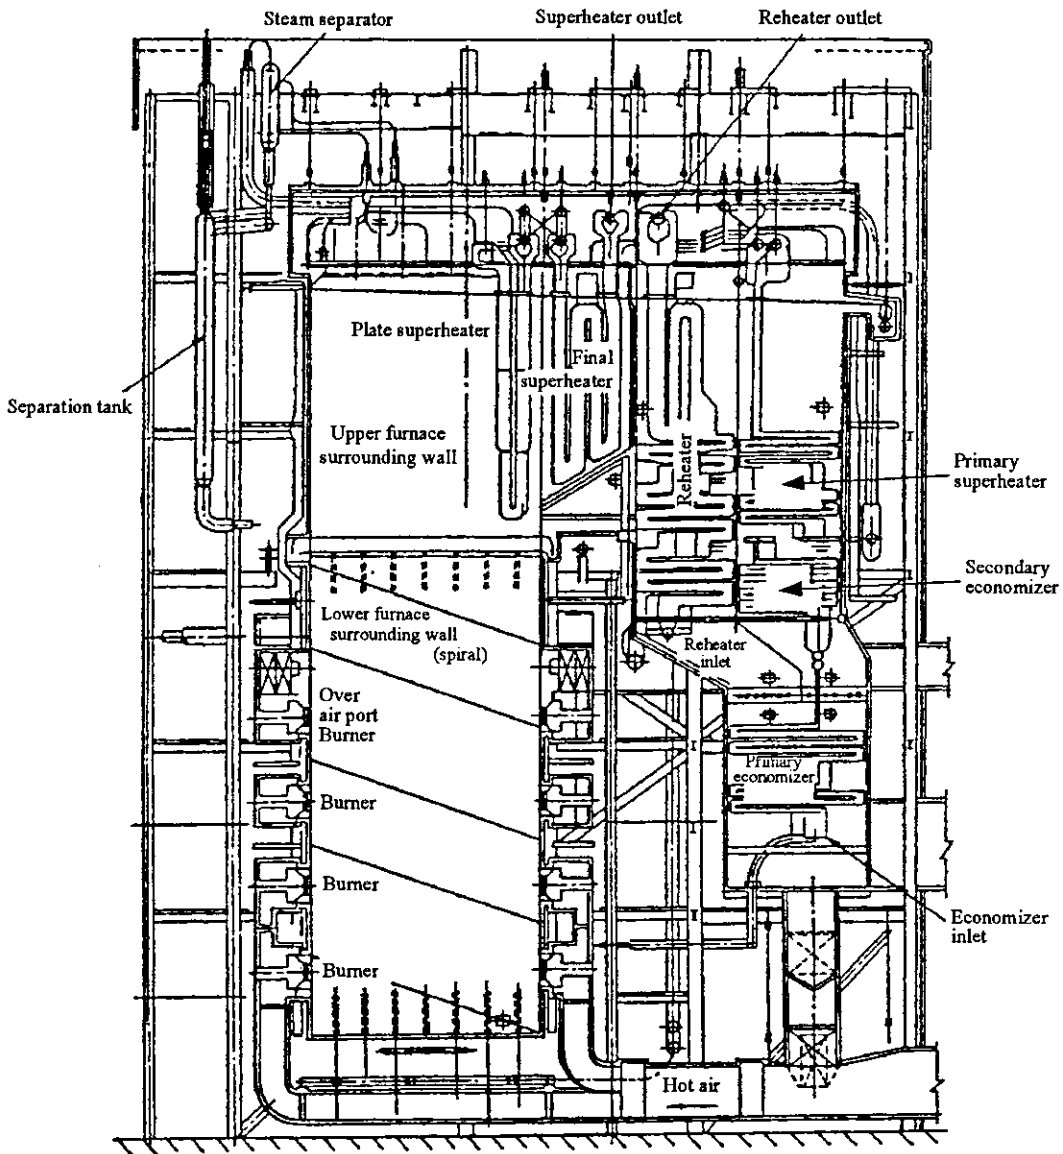 Steam separator
Superheater outlet
Reheater outlet
Plate superheater
Final
superheater
Separation tank
Upper furnace
surrounding wall
Reheater
Primary
superheater
Secondary
economizer
Lower furnace
surrounding wall
(spiral)
Reheater
inlet
Over
air port
Burner
Primary
economizer
Burner
Burner
Economizer
inlet
Burner
Hot air